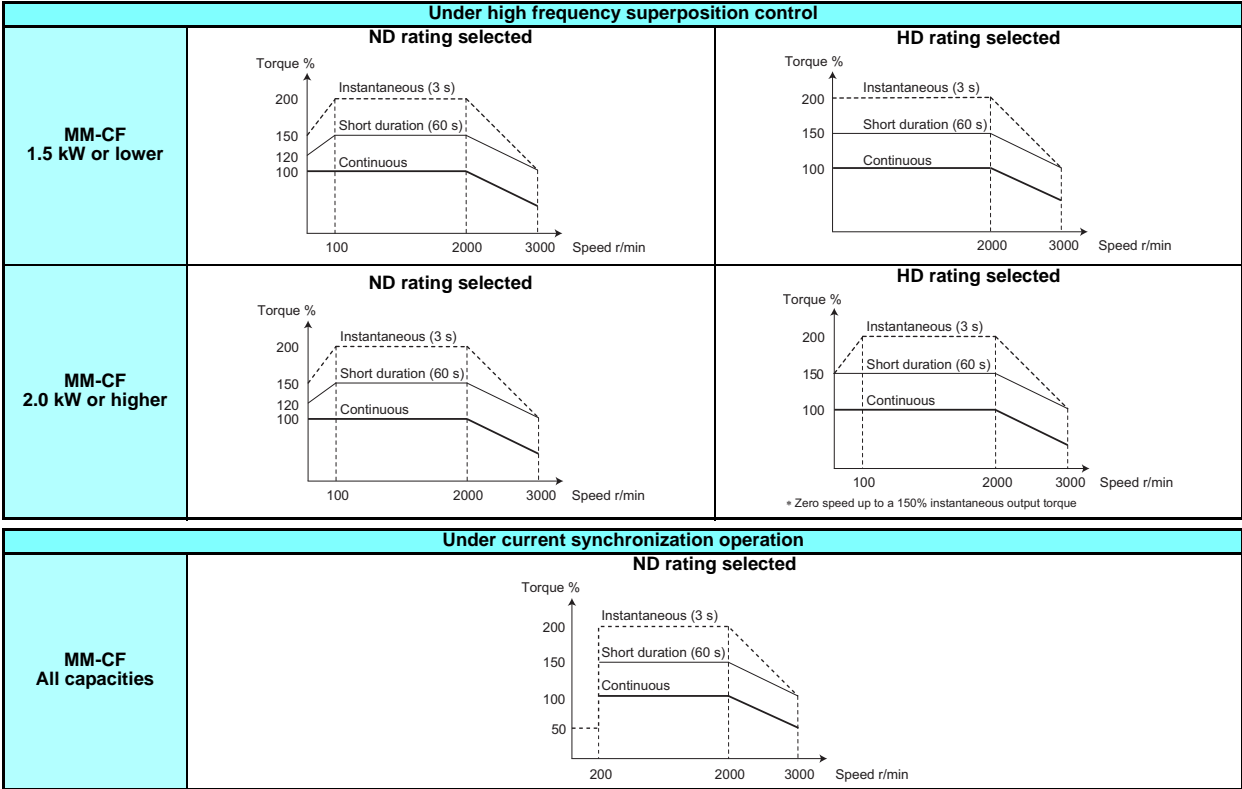 Under high frequency superposition control
MM-CF
1.5 kW or lower
ND rating selected
Torque %
200
150
120
100
Instantaneous (3 s)
Short duration (60 s)
Continuous
100
2000
3000
Speed r/min
HD rating selected
Torque %
200
150
100
Instantaneous (3 s)
Short duration (60 s)
Continuous
2000
3000
Speed r/min
MM-CF
2.0 kW or higher
ND rating selected
Torque %
200
150
120
100
Instantaneous (3 s)
Short duration (60 s)
Continuous
100
2000
3000
Speed r/min
HD rating selected
Torque %
200
150
100
Instantaneous (3 s)
Short duration (60 s)
Continuous
100
2000
3000
Speed r/min
* Zero speed up to a 150% instantaneous output torque
Under current synchronization operation
MM-CF
All capacities
ND rating selected
Torque %
200
150
100
50
Instantaneous (3 s)
Short duration (60 s)
Continuous
200
2000
3000
Speed r/min